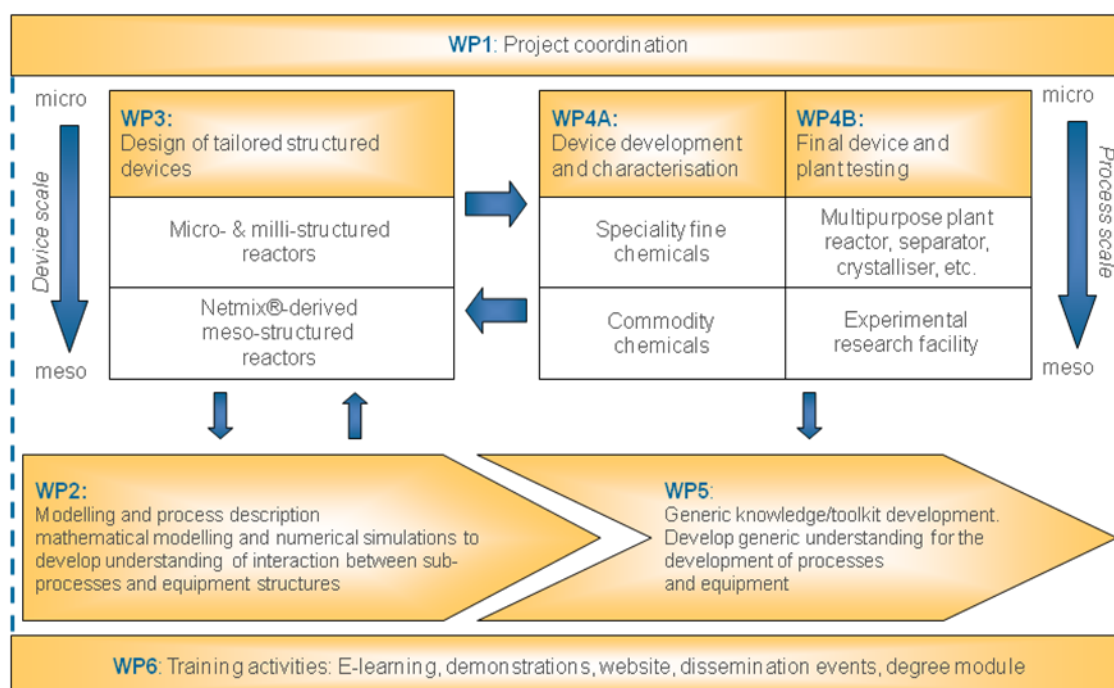 WP1: Project coordination
micro
Device scale
meso
WP3:
Design of tailored structured
devices
Micro- & milli-structured
reactors
Netmix®-derived
meso-structured
reactors
WP4A:
Device development
and characterisation
WP4B:
Final device and
plant testing
Speciality fine
chemicals
Multipurpose plant
reactor, separator,
crystalliser, etc.
Commodity
chemicals
Experimental
research facility
micro
Process scale
meso
WP2:
Modelling and process description
mathematical modelling and numerical simulations to
develop understanding of interaction between sub-
processes and equipment structures
WP5:
Generic knowledge/toolkit development.
Develop generic understanding for the
development of processes
and equipment
WP6: Training activities: E-learning, demonstrations, website, dissemination events, degree module